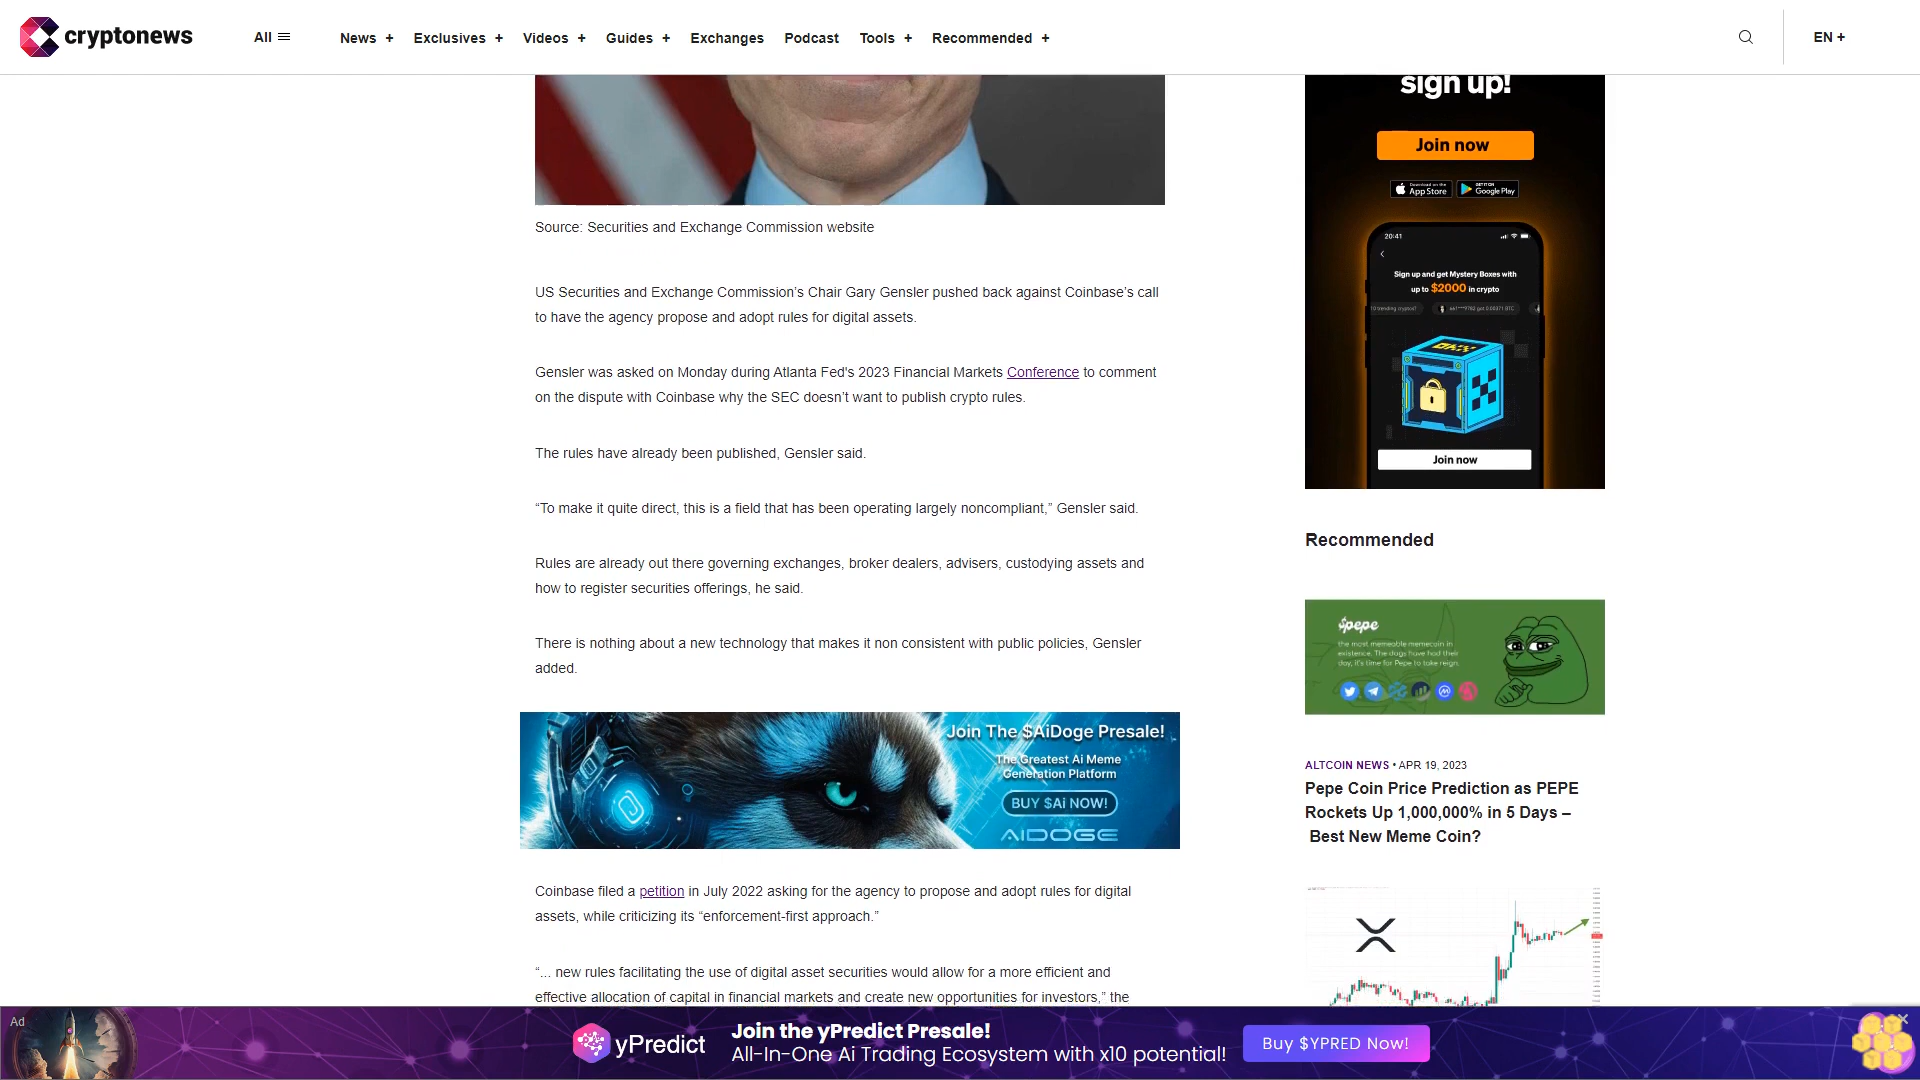 cryptonews
All
News +
Exclusives +
Videos +
Guides +
Exchanges
Podcast
Tools +
Recommended +
EN +
Source: Securities and Exchange Commission website
US Securities and Exchange Commission’s Chair Gary Gensler pushed back against Coinbase’s call
to have the agency propose and adopt rules for digital assets.
Gensler was asked on Monday during Atlanta Fed's 2023 Financial Markets Conference to comment
on the dispute with Coinbase why the SEC doesn’t want to publish crypto rules.
The rules have already been published, Gensler said.
“To make it quite direct, this is a field that has been operating largely noncompliant,” Gensler said.
Rules are already out there governing exchanges, broker dealers, advisers, custodying assets and
how to register securities offerings, he said.
There is nothing about a new technology that makes it non consistent with public policies, Gensler
added.
Join The $AiDoge Presale!
The Greatest Ai Meme
Generation Platform
BUY $Ai NOW!
AIDOGE
Coinbase filed a petition in July 2022 asking for the agency to propose and adopt rules for digital
assets, while criticizing its “enforcement-first approach.”
“... new rules facilitating the use of digital asset securities would allow for a more efficient and
effective allocation of capital in financial markets and create new opportunities for investors,” the
sign up!
Join now
Download on the
App Store
GET IT ON
Google Play
20:41
Sign up and get Mystery Boxes with
up to $2000 in crypto
OKX
Join now
Recommended
$pepe
the most memeable memecoin in
existence. The dogs have had their
day, it's time for Pepe to take reign.
ALTCOIN NEWS • APR 19, 2023
Pepe Coin Price Prediction as PEPE
Rockets Up 1,000,000% in 5 Days –
Best New Meme Coin?
Ad
yPredict
Join the yPredict Presale!
All-In-One Ai Trading Ecosystem with x10 potential!
Buy $YPRED Now!